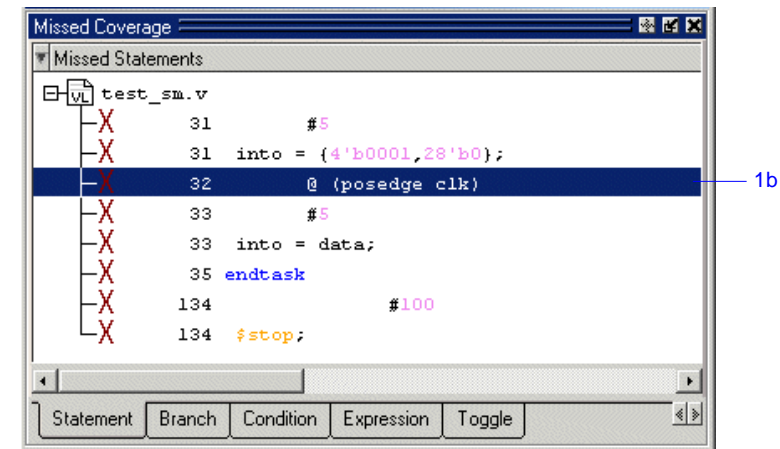 Missed Coverage
Missed Statements
test_sm.v
X 31 #5
X 31 into = {4'b0001,28'b0};
X 32 @ (posedge clk)
1b
X 33 #5
X 33 into = data;
X 35 endtask
X 134 #100
X 134 $stop;
Statement Branch Condition Expression Toggle